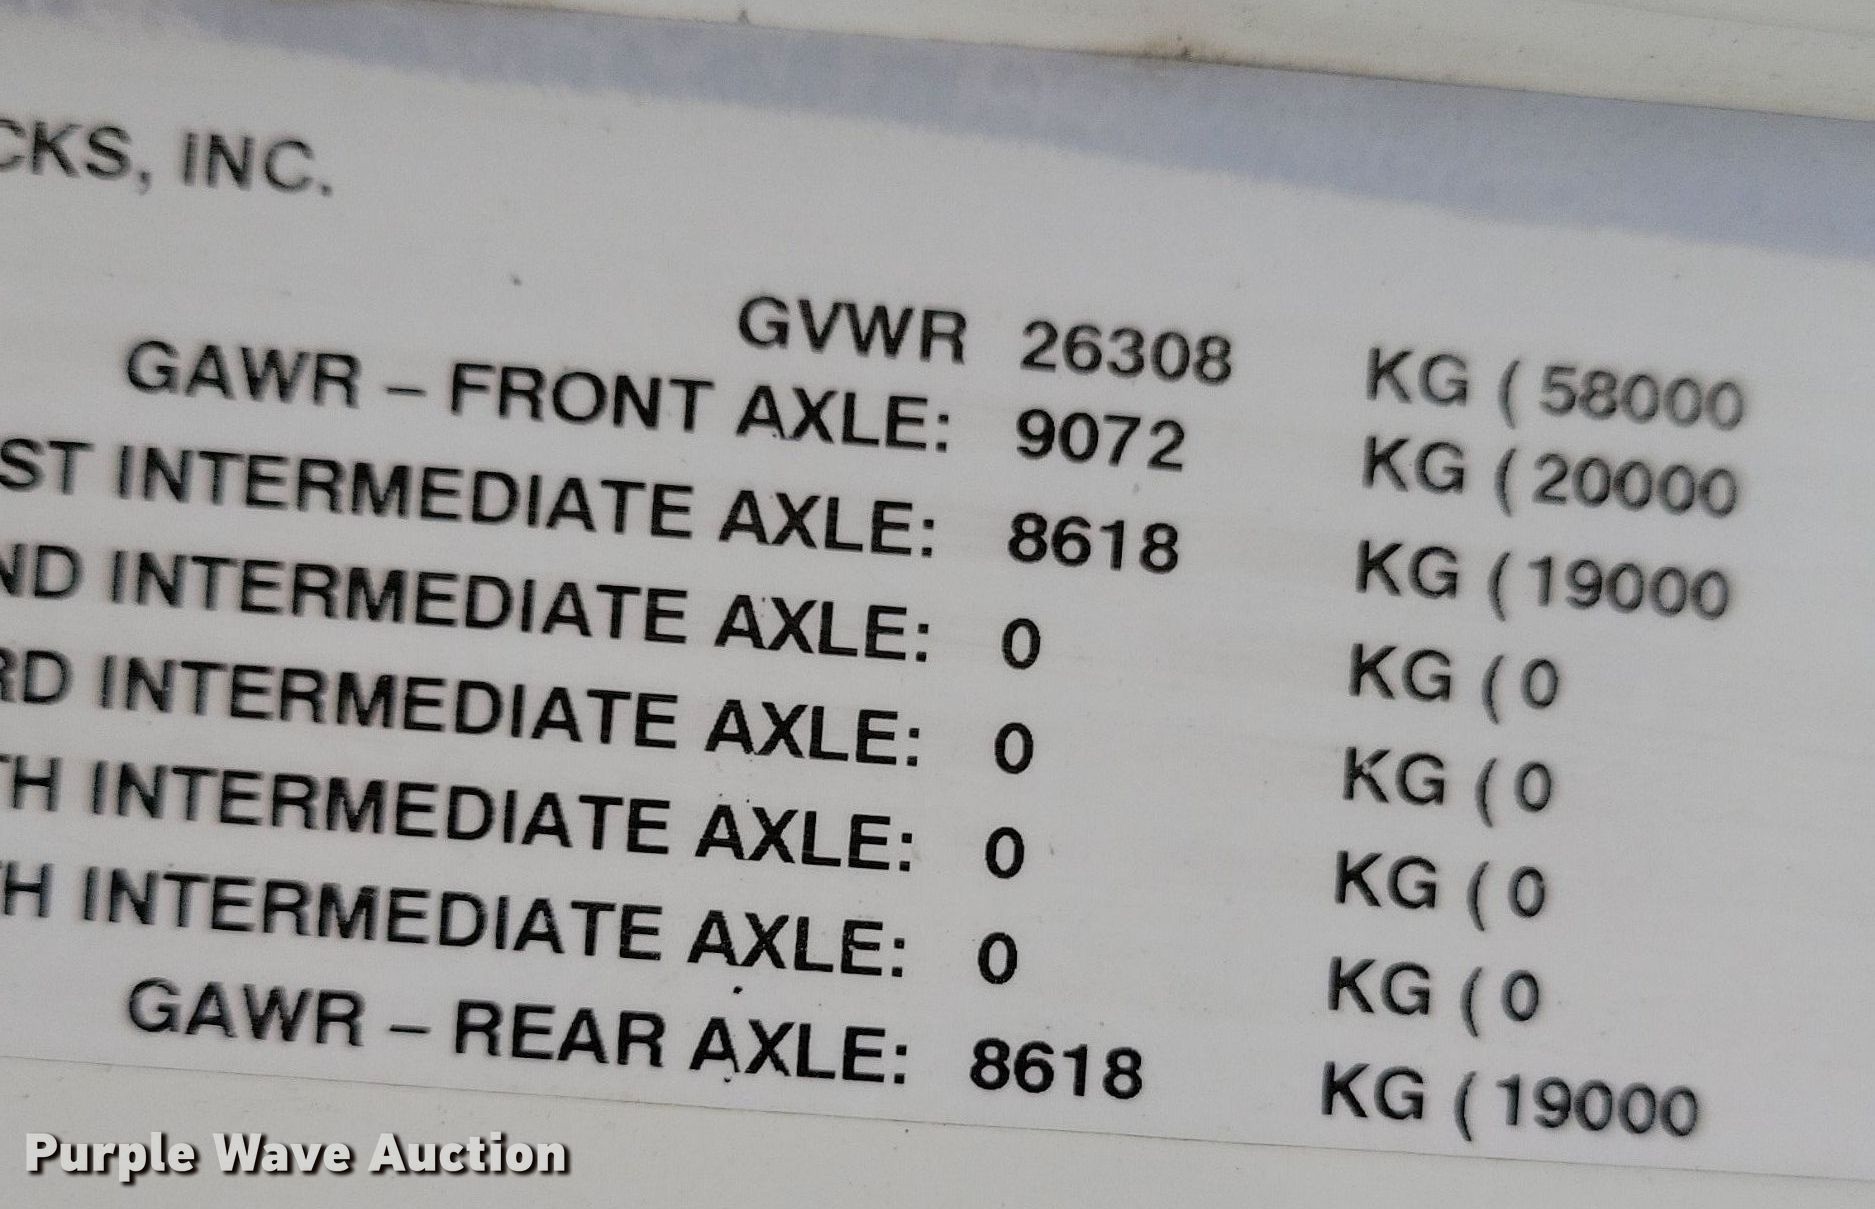 CKS, INC.
GVWR 26308 KG ( 58000
GAWR – FRONT AXLE: 9072 KG ( 20000
ST INTERMEDIATE AXLE: 8618 KG ( 19000
ND INTERMEDIATE AXLE: 0 KG ( 0
RD INTERMEDIATE AXLE: 0 KG ( 0
TH INTERMEDIATE AXLE: 0 KG ( 0
TH INTERMEDIATE AXLE: 0 KG ( 0
GAWR – REAR AXLE: 8618 KG ( 19000
Purple Wave Auction